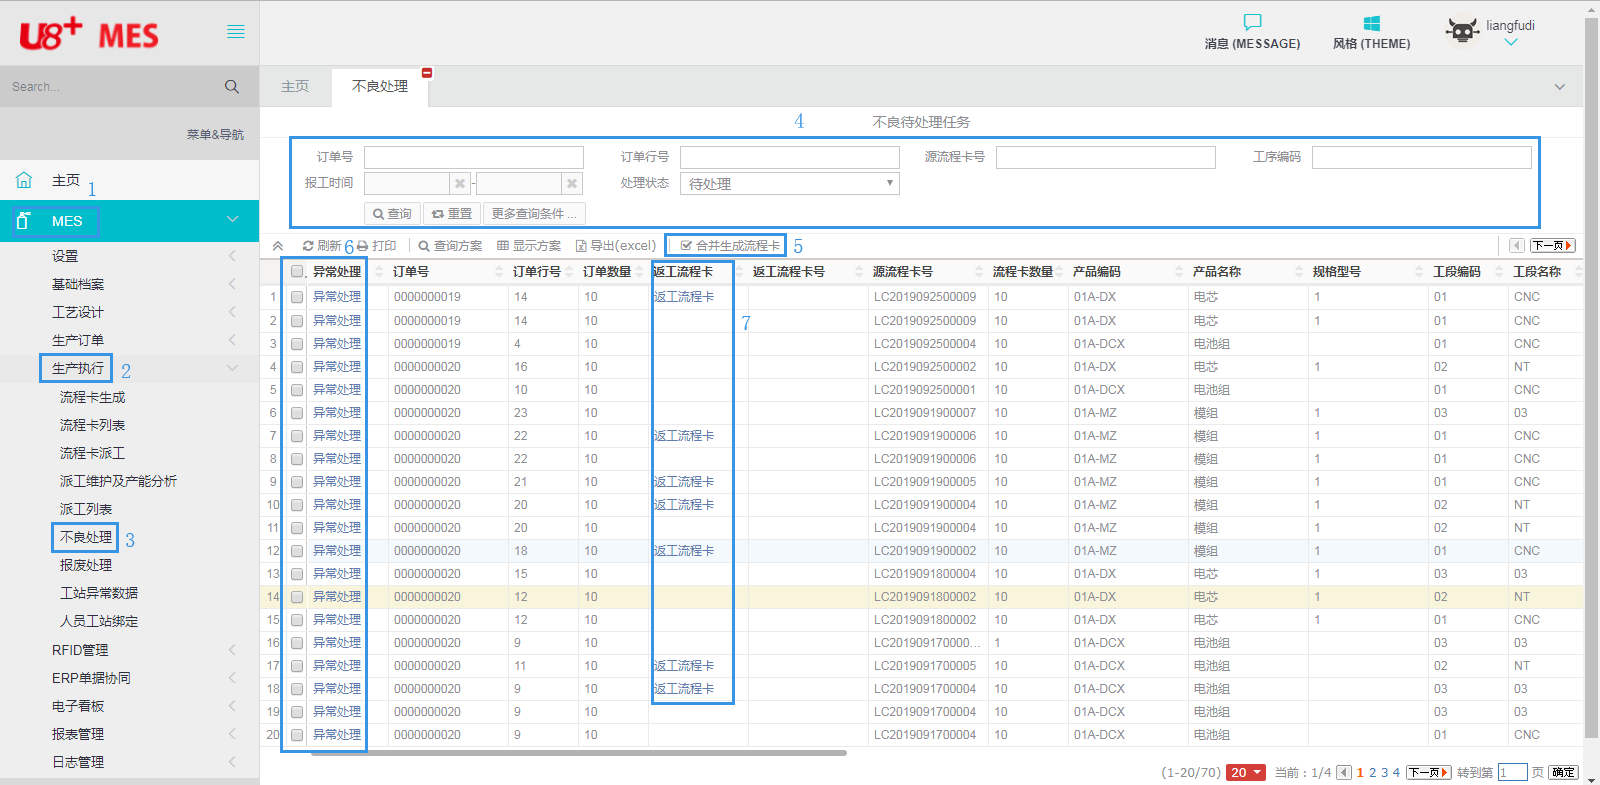 U8+ MES
消息 (MESSAGE)
风格 (THEME)
liangfudi
Search...
菜单&导航
主页
1
MES
设置
基础档案
工艺设计
生产订单
生产执行
2
流程卡生成
流程卡列表
流程卡派工
派工维护及产能分析
派工列表
不良处理
3
报废处理
工站异常数据
人员工站绑定
RFID管理
ERP单据协同
电子看板
报表管理
日志管理
主页 不良处理
4 不良待处理任务
订单号 订单行号 源流程卡号 工序编码
报工时间 - 处理状态 待处理
查询 重置 更多查询条件 ...
刷新 6 打印 查询方案 显示方案 导出(excel) 合并生成流程卡 5 下一页
异常处理 订单号 订单行号 订单数量 返工流程卡 返工流程卡号 源流程卡号 流程卡数量 产品编码 产品名称 规格型号 工段编码 工段名称
1 异常处理 0000000019 14 10 返工流程卡 LC2019092500009 10 01A-DX 电芯 1 01 CNC
2 异常处理 0000000019 14 10 7 LC2019092500009 10 01A-DX 电芯 1 01 CNC
3 异常处理 0000000019 4 10 LC2019092500004 10 01A-DCX 电池组 01 CNC
4 异常处理 0000000020 16 10 LC2019092500002 10 01A-DX 电芯 1 02 NT
5 异常处理 0000000020 10 10 LC2019092500001 10 01A-DCX 电池组 01 CNC
6 异常处理 0000000020 23 10 LC2019091900007 10 01A-MZ 模组 1 03 03
7 异常处理 0000000020 22 10 返工流程卡 LC2019091900006 10 01A-MZ 模组 1 01 CNC
8 异常处理 0000000020 22 10 LC2019091900006 10 01A-MZ 模组 1 01 CNC
9 异常处理 0000000020 21 10 返工流程卡 LC2019091900005 10 01A-MZ 模组 1 01 CNC
10 异常处理 0000000020 20 10 返工流程卡 LC2019091900004 10 01A-MZ 模组 1 02 NT
11 异常处理 0000000020 20 10 LC2019091900004 10 01A-MZ 模组 1 02 NT
12 异常处理 0000000020 18 10 返工流程卡 LC2019091900002 10 01A-MZ 模组 1 01 CNC
13 异常处理 0000000020 15 10 LC2019091800004 10 01A-DX 电芯 1 03 03
14 异常处理 0000000020 12 10 LC2019091800002 10 01A-DX 电芯 1 02 NT
15 异常处理 0000000020 12 10 LC2019091800002 10 01A-DX 电芯 1 01 CNC
16 异常处理 0000000020 9 10 LC201909170000... 1 01A-DCX 电池组 03 03
17 异常处理 0000000020 11 10 返工流程卡 LC2019091700005 10 01A-DCX 电池组 02 NT
18 异常处理 0000000020 9 10 返工流程卡 LC2019091700004 10 01A-DCX 电池组 03 03
19 异常处理 0000000020 9 10 LC2019091700004 10 01A-DCX 电池组 03 03
20 异常处理 0000000020 9 10 LC2019091700004 10 01A-DCX 电池组 01 CNC
(1-20/70) 20 当前 : 1/4 1 2 3 4 下一页 转到第 1 页 确定